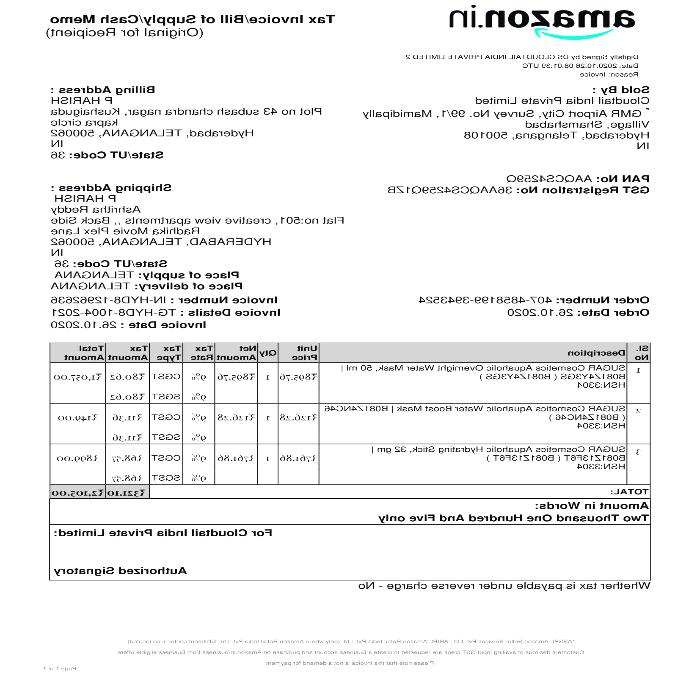 amazon.in
Tax Invoice/Bill of Supply/Cash Memo
(Original for Recipient)
Digitally Signed by DS CLOUDTAIL INDIA PRIVATE LIMITED 2
Date: 2020.10.28 08:01:39 UTC
Reason: Invoice
Sold By :
Cloudtail India Private Limited
* GMR Airport City, Survey No. 99/1, Mamidipally
Village, Shamshabad
Hyderabad, Telangana, 500108
IN
Billing Address :
P HARISH
Plot no 43 subash chandra nagar, Kushaiguda
kapra circle
Hyderabad, TELANGANA, 500062
IN
State/UT Code: 36
PAN No: AAQCS4259Q
GST Registration No: 36AAQCS4259Q1ZB
Shipping Address :
P HARISH
Ashritha
Reddy
Flat no:501, creative view apartments ,, Back Side
Radhika Movie Plex Lane
HYDERABAD, TELANGANA, 500062
IN
State/UT Code: 36
Place of supply: TELANGANA
Place of delivery: TELANGANA
Order Number: 407-4858199-3943524
Order Date: 26.10.2020
Invoice Number : IN-HYD8-12962636
Invoice Details : TG-HYD8-1004-2021
Invoice Date : 26.10.2020
Sl. No Description Unit Price Qty Net Amount Tax Rate Tax Type Tax Amount Total Amount
1 SUGAR Cosmetics Aquaholic Overnight Water Mask, 50 ml | ₹895.76 1 ₹895.76 9% CGST ₹80.62 ₹1,057.00
B081Z4Y3GS ( B081Z4Y3GS )
HSN:3304
9% SGST ₹80.62
2 SUGAR Cosmetics Aquaholic Water Boost Mask | B081Z4NC46 ₹126.28 1 ₹126.28 9% CGST ₹11.36 ₹149.00
( B081Z4NC46 )
HSN:3304
9% SGST ₹11.36
3 SUGAR Cosmetics Aquaholic Hydrating Stick, 32 gm | ₹761.86 1 ₹761.86 9% CGST ₹68.57 ₹899.00
B081Z13F6T ( B081Z13F6T )
HSN:3304
9% SGST ₹68.57
TOTAL: ₹321.10 ₹2,105.00
Amount in Words:
Two Thousand One Hundred And Five only
For Cloudtail India Private Limited:
Authorized Signatory
Whether tax is payable under reverse charge - No
Please note that this invoice is not a demand for payment
Page 1 of 1